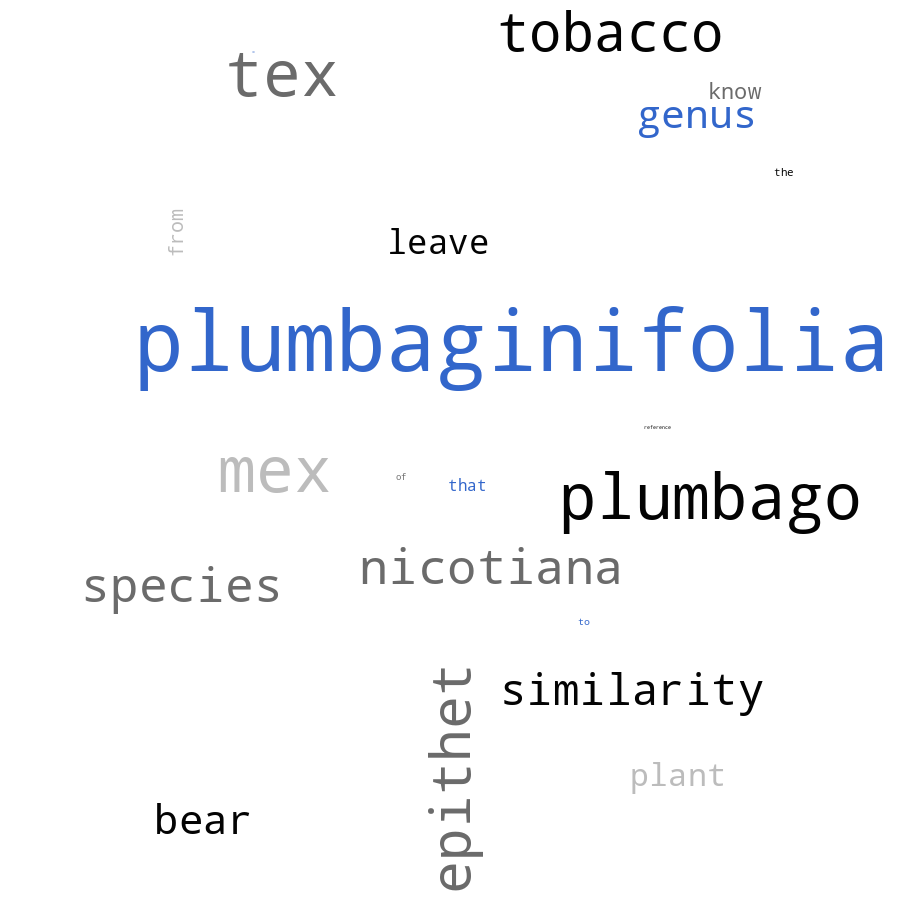 tobacco
tex
know
genus
the
from
leave
plumbaginifolia
reference
mex
of
that
plumbago
nicotiana
species
to
epithet
similarity
plant
bear